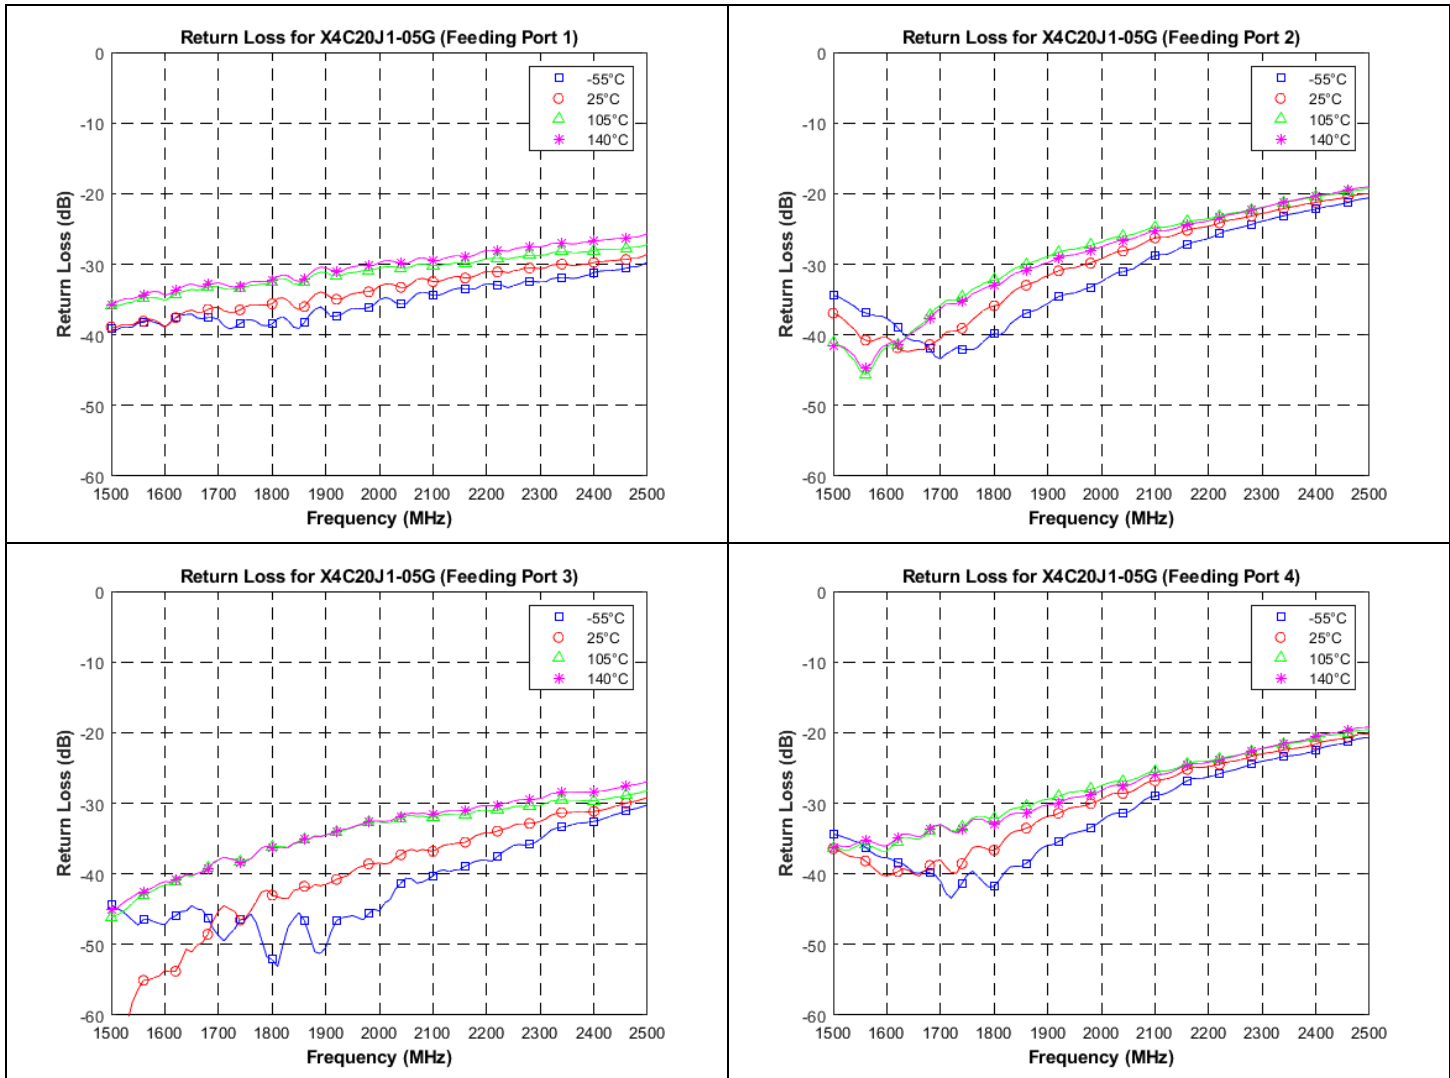 Return Loss for X4C20J1-05G (Feeding Port 1)
0
-10
-20
-30
-40
-50
-60
Return Loss (dB)
-55°C
25°C
105°C
140°C
1500 1600 1700 1800 1900 2000 2100 2200 2300 2400 2500
Frequency (MHz)
Return Loss for X4C20J1-05G (Feeding Port 2)
0
-10
-20
-30
-40
-50
-60
Return Loss (dB)
-55°C
25°C
105°C
140°C
1500 1600 1700 1800 1900 2000 2100 2200 2300 2400 2500
Frequency (MHz)
Return Loss for X4C20J1-05G (Feeding Port 3)
0
-10
-20
-30
-40
-50
-60
Return Loss (dB)
-55°C
25°C
105°C
140°C
1500 1600 1700 1800 1900 2000 2100 2200 2300 2400 2500
Frequency (MHz)
Return Loss for X4C20J1-05G (Feeding Port 4)
0
-10
-20
-30
-40
-50
-60
Return Loss (dB)
-55°C
25°C
105°C
140°C
1500 1600 1700 1800 1900 2000 2100 2200 2300 2400 2500
Frequency (MHz)